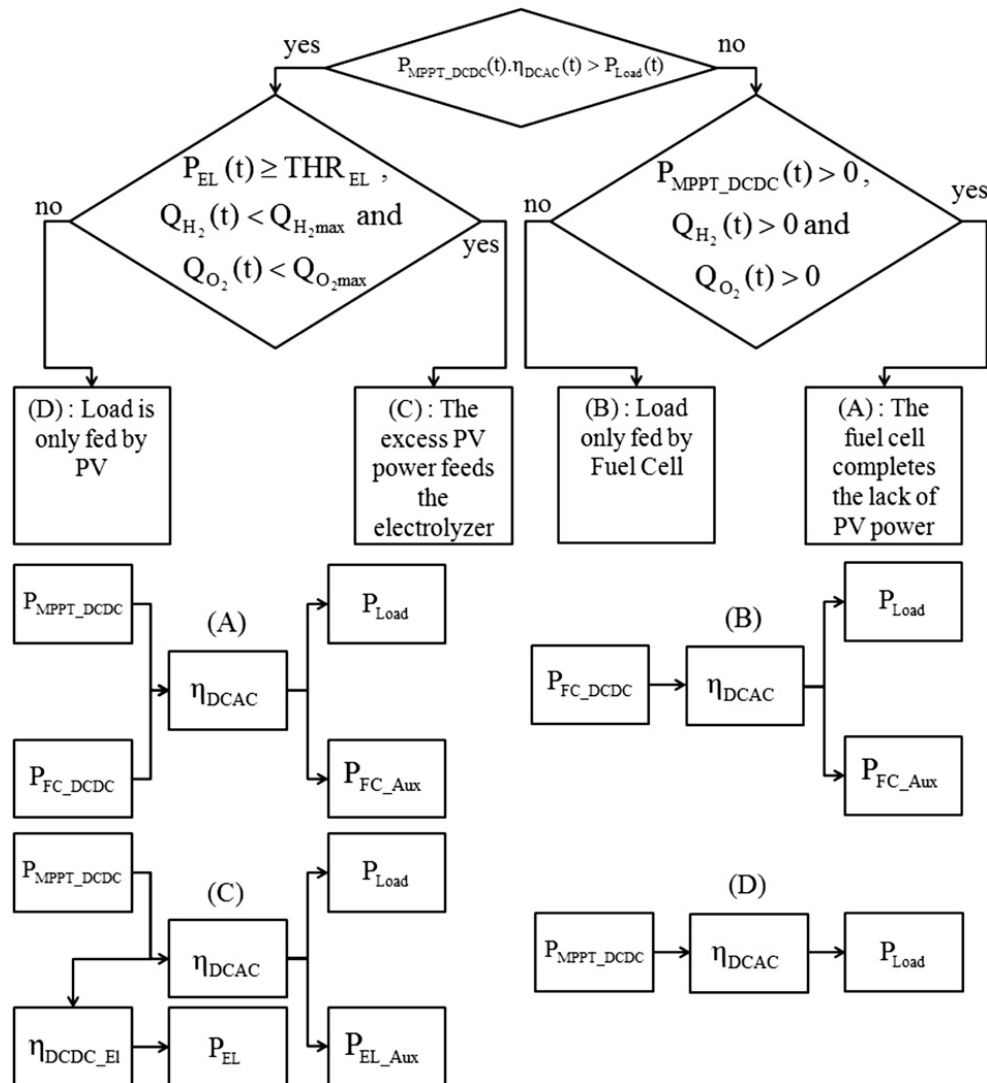 yes
P_MPPT_DCDC(t).η_DCAC(t) > P_Load(t)
no
P_EL(t) ≥ THR_EL ,
Q_H₂(t) < Q_H₂max and
Q_O₂(t) < Q_O₂max
no
yes
P_MPPT_DCDC(t) > 0 ,
Q_H₂(t) > 0 and
Q_O₂(t) > 0
no
yes
(D) : Load is
only fed by
PV
(C) : The
excess PV
power feeds
the
electrolyzer
(B) : Load
only fed by
Fuel Cell
(A) : The
fuel cell
completes
the lack of
PV power
(A)
P_MPPT_DCDC
P_FC_DCDC
η_DCAC
P_Load
P_FC_Aux
(B)
P_FC_DCDC
η_DCAC
P_Load
P_FC_Aux
(C)
P_MPPT_DCDC
η_DCAC
P_Load
η_DCDC_El
P_EL
P_EL_Aux
(D)
P_MPPT_DCDC
η_DCAC
P_Load